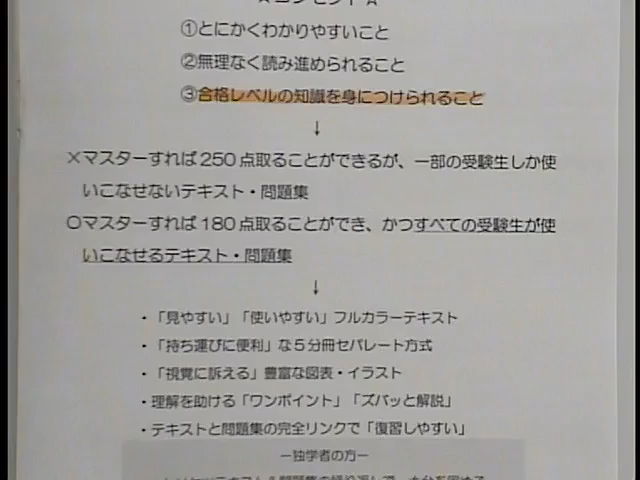 ☆コンセプト☆
①とにかくわかりやすいこと
②無理なく読み進められること
③合格レベルの知識を身につけられること
↓
×マスターすれば250点取ることができるが、一部の受験生しか使
いこなせないテキスト・問題集
○マスターすれば180点取ることができ、かつすべての受験生が使
いこなせるテキスト・問題集
↓
・「見やすい」「使いやすい」フルカラーテキスト
・「持ち運びに便利」な5分冊セパレート方式
・「視覚に訴える」豊富な図表・イラスト
・理解を助ける「ワンポイント」「ズバッと解説」
・テキストと問題集の完全リンクで「復習しやすい」
－独学者の方－